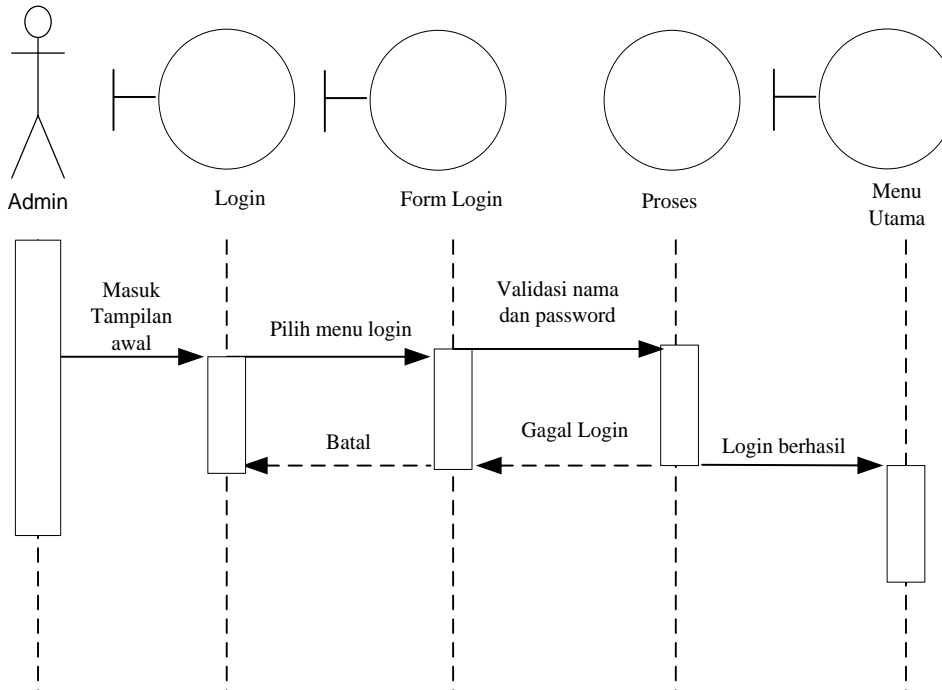 Admin
Login
Form Login
Proses
Menu
Utama
Masuk
Tampilan
awal
Pilih menu login
Validasi nama
dan password
Batal
Gagal Login
Login berhasil